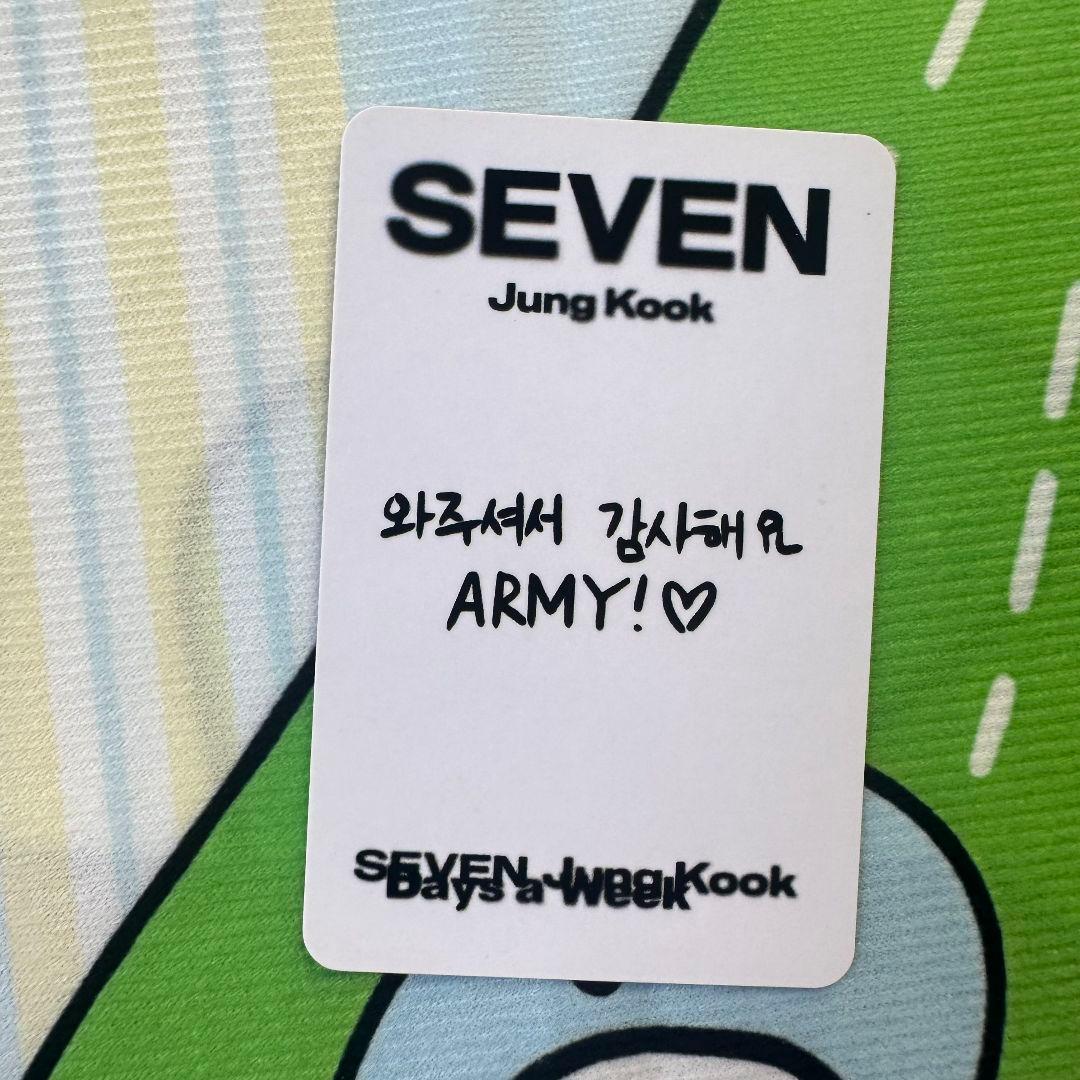 SEVEN
Jung Kook
와주셔서 감사해요
ARMY!♡
SEVEN Jung Kook
Days a Week